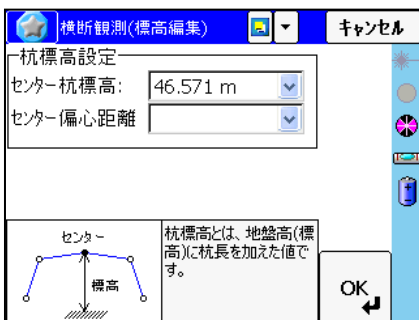 横断観測(標高編集)
キャンセル
杭標高設定
センター杭標高:
46.571 m
センター偏心距離
センター
標高
杭標高とは、地盤高(標
高)に杭長を加えた値で
す。
OK